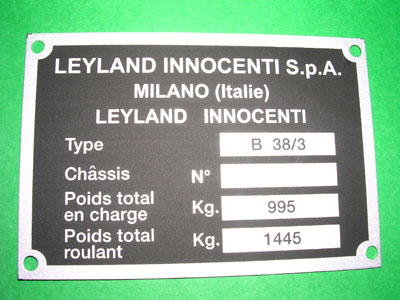 LEYLAND INNOCENTI S.p.A.
MILANO (Italie)
LEYLAND INNOCENTI
Type B 38/3
Châssis N°
Poids total
en charge Kg. 995
Poids total
roulant Kg. 1445